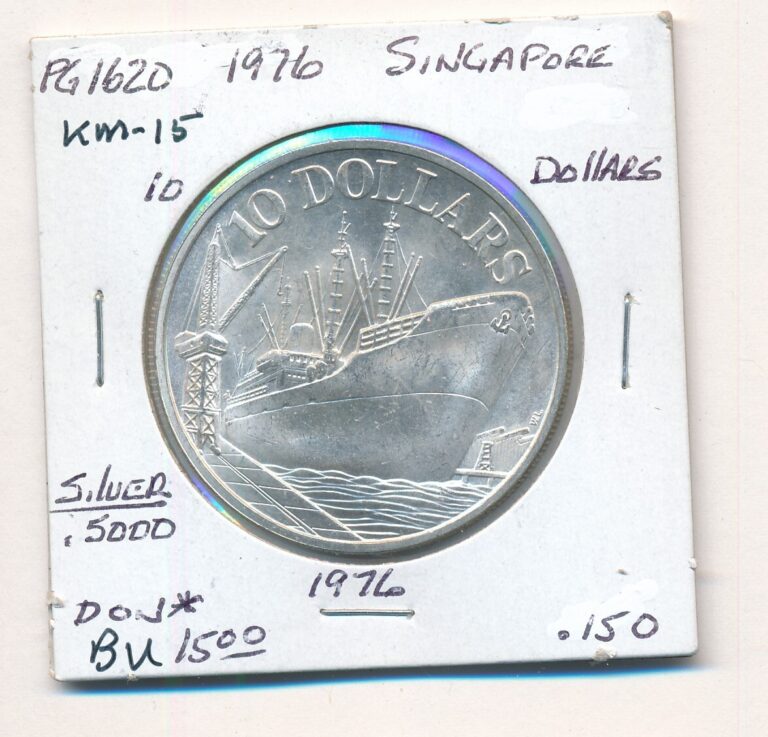 PG1620 1976 SINGAPORE
KM-15
10 DOLLARS
10 DOLLARS
SILVER
.5000
1976
DON*
BU 1500
.150